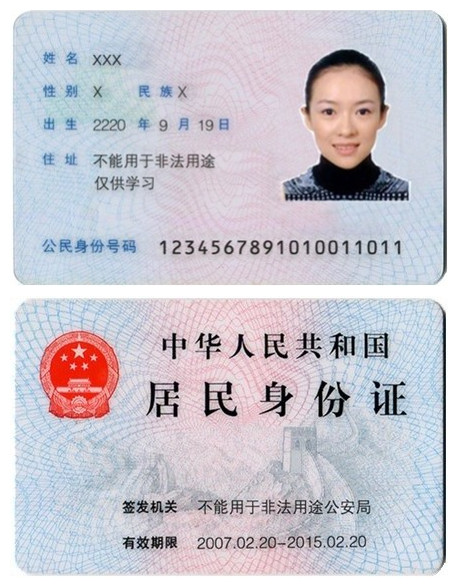 姓名 XXX
性别 X 民族 X
出生 2220 年 9 月 19 日
住址 不能用于非法用途
仅供学习
公民身份号码 1234567891010011011
中华人民共和国
居民身份证
签发机关 不能用于非法用途公安局
有效期限 2007.02.20-2015.02.20